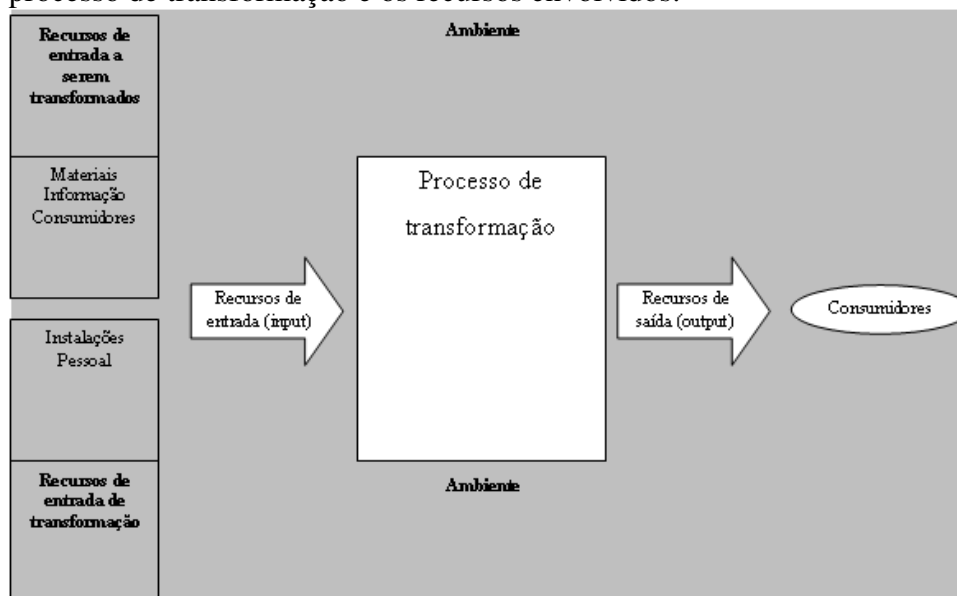 processo de transformação e os recursos envolvidos.
Recursos de
entrada a
serem
transformados
Ambiente
Materiais
Informação
Consumidores
Processo de
transformação
Recursos de
entrada (input)
Recursos de
saída (output)
Consumidores
Instalações
Pessoal
Recursos de
entrada de
transformação
Ambiente